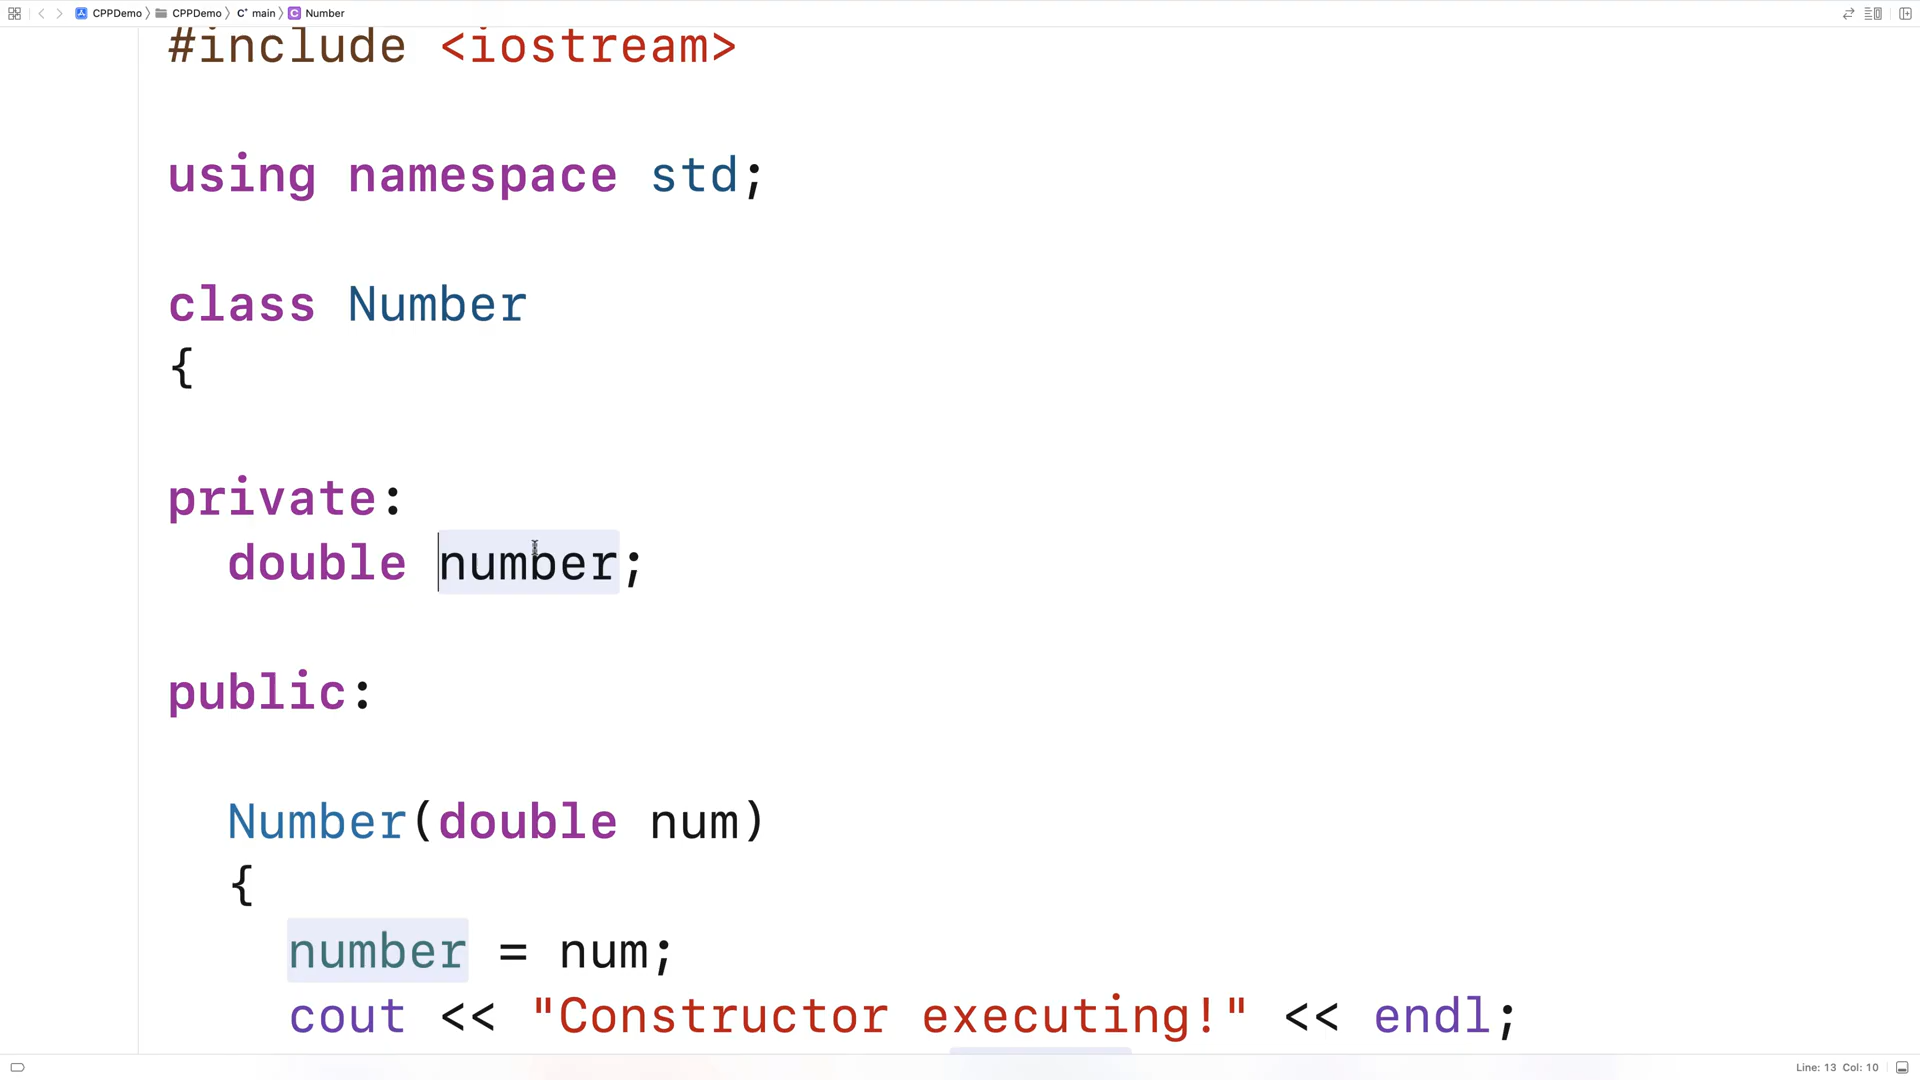 CPPDemo 〉 CPPDemo 〉 C+ main 〉 C Number
#include <iostream>
using namespace std;
class Number
{
private:
double number;
public:
Number(double num)
{
number = num;
cout << "Constructor executing!" << endl;
Line: 13 Col: 10